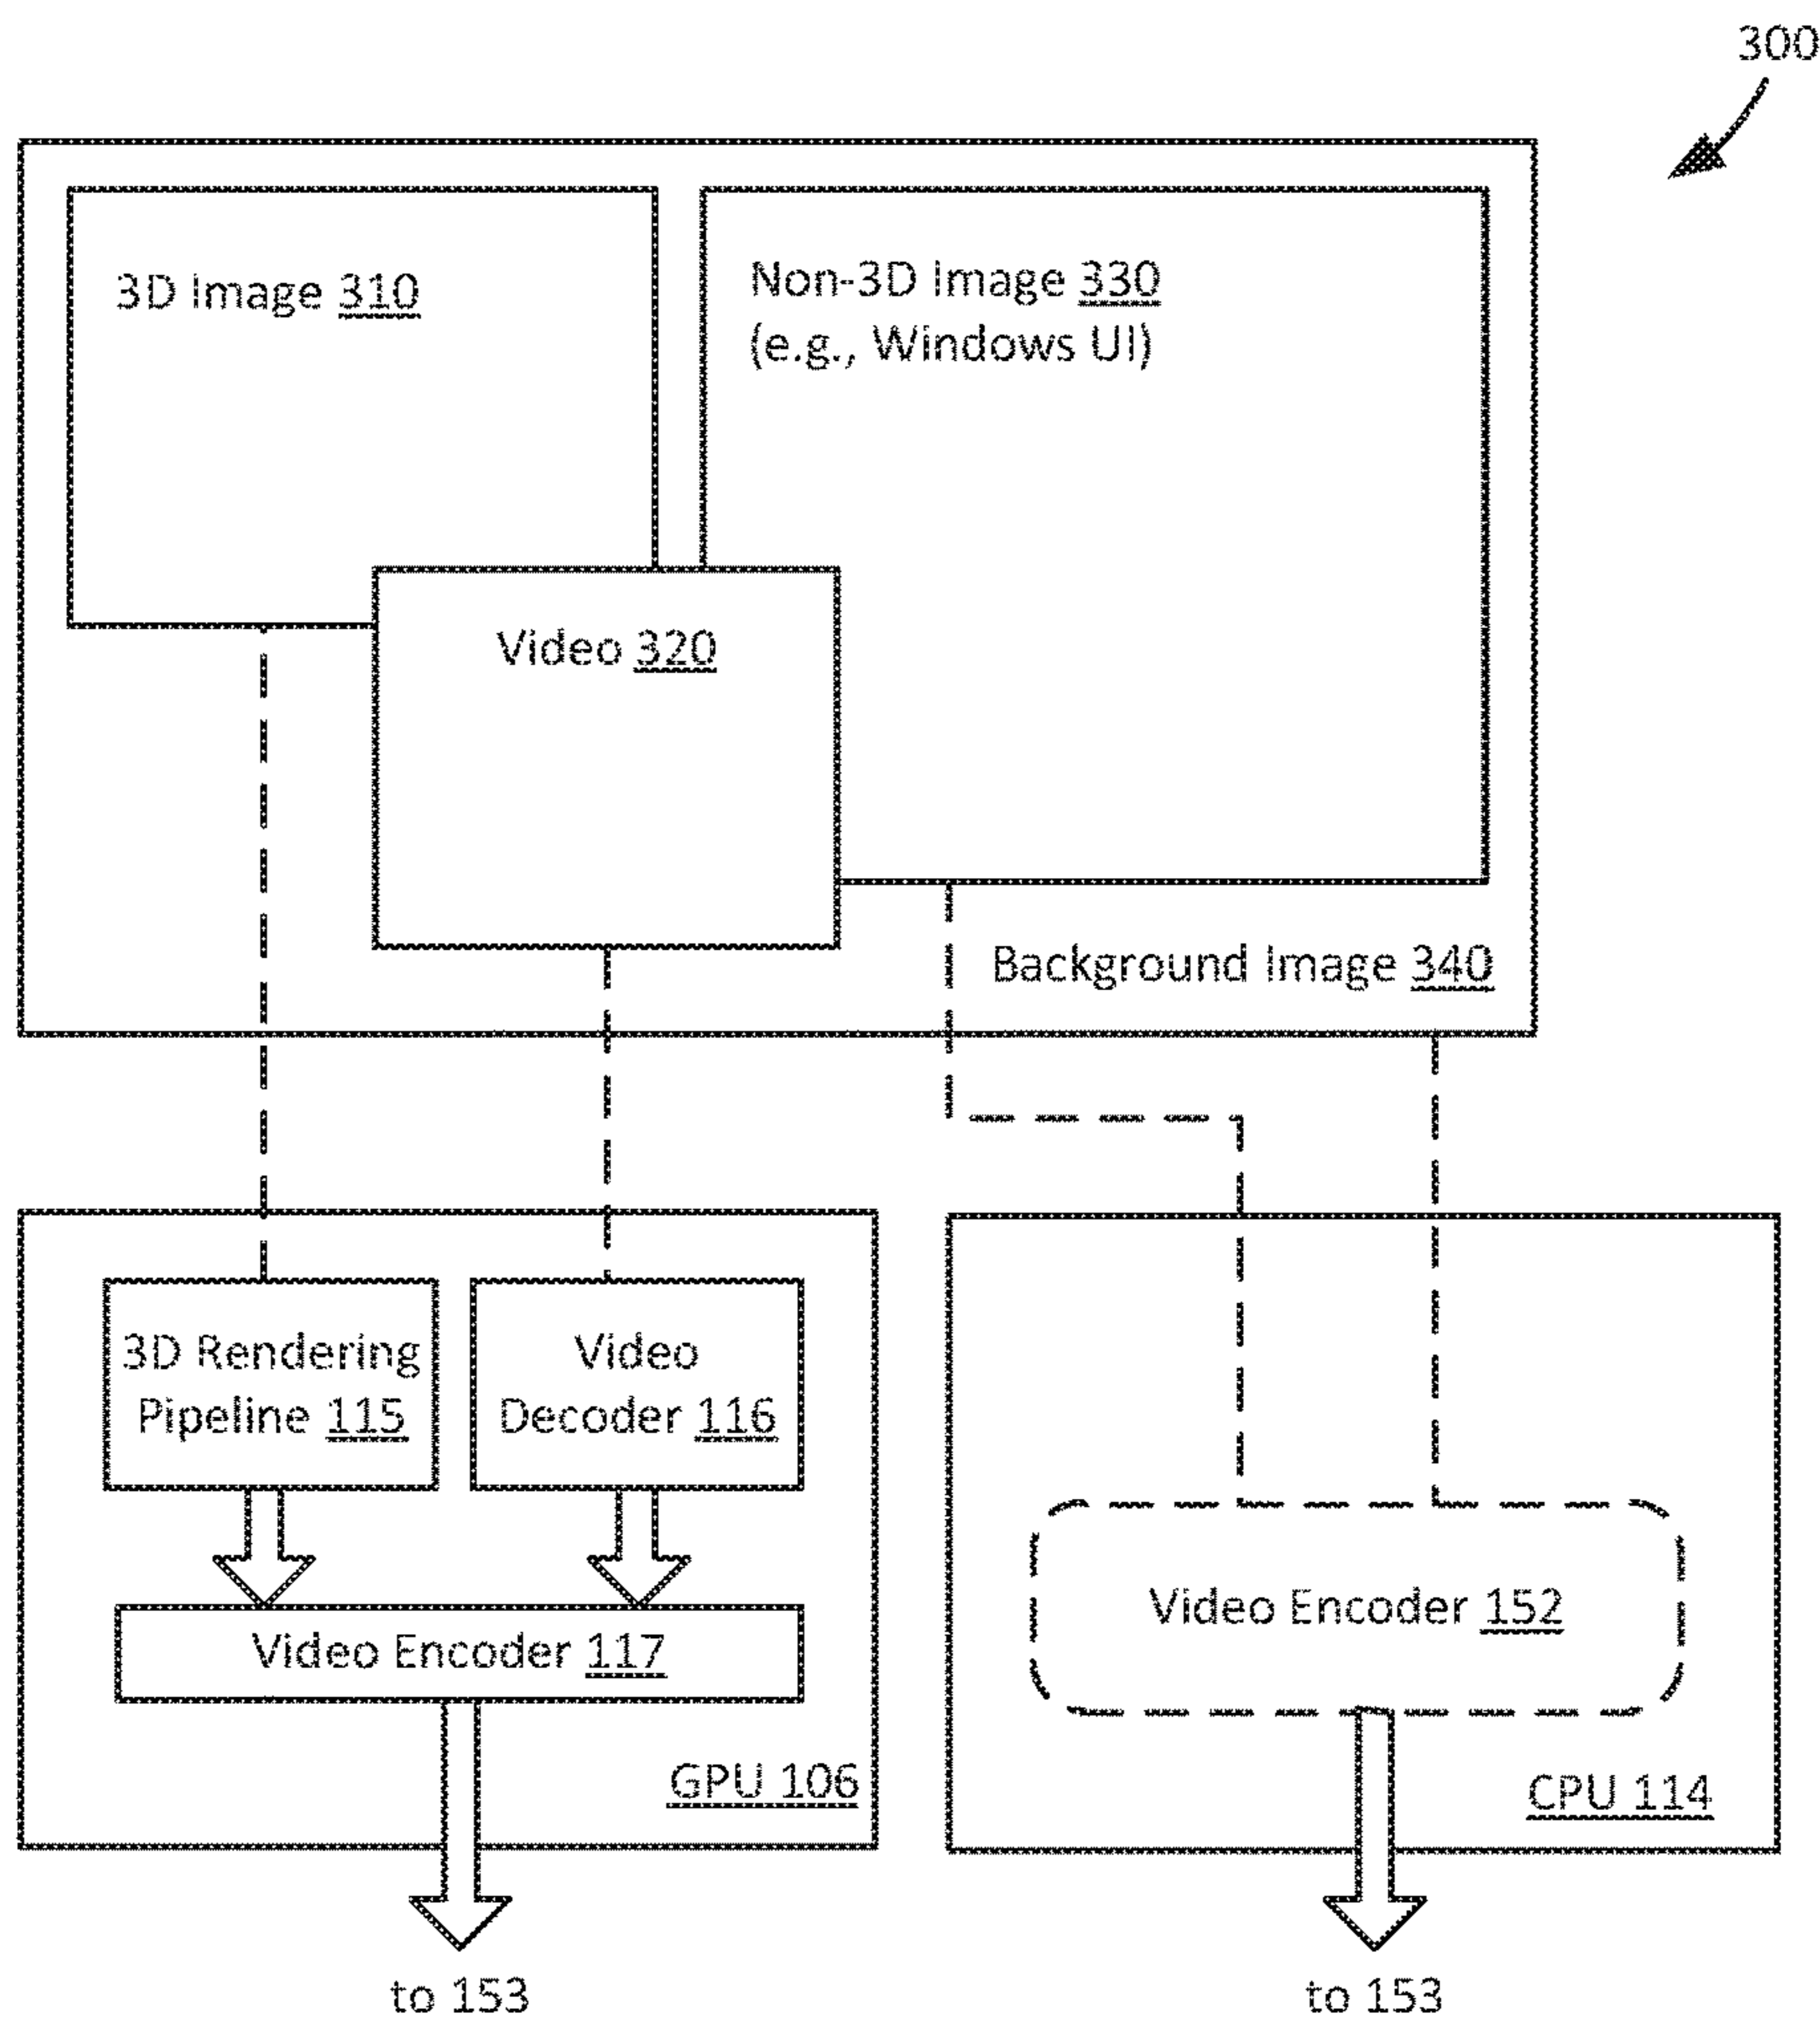 300
3D Image 310
Non-3D Image 330
(e.g., Windows UI)
Video 320
Background Image 340
3D Rendering
Pipeline 115
Video
Decoder 116
Video Encoder 117
GPU 106
Video Encoder 152
CPU 114
to 153
to 153